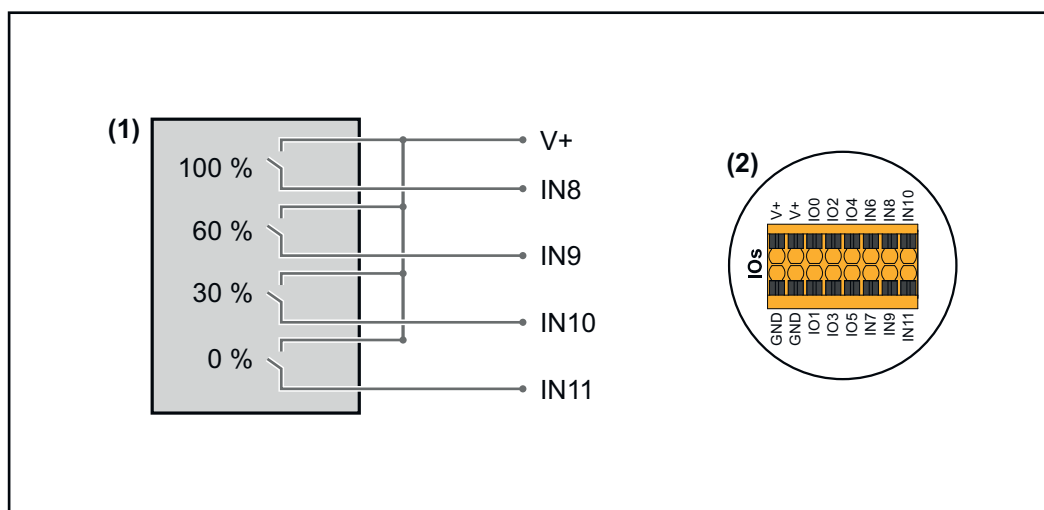 (1)
100 %
60 %
30 %
0 %
V+
IN8
IN9
IN10
IN11
(2)
IOs
V+ V+ IO0 IO2 IO4 IN6 IN8 IN10
GND GND IO1 IO3 IO5 IN7 IN9 IN11